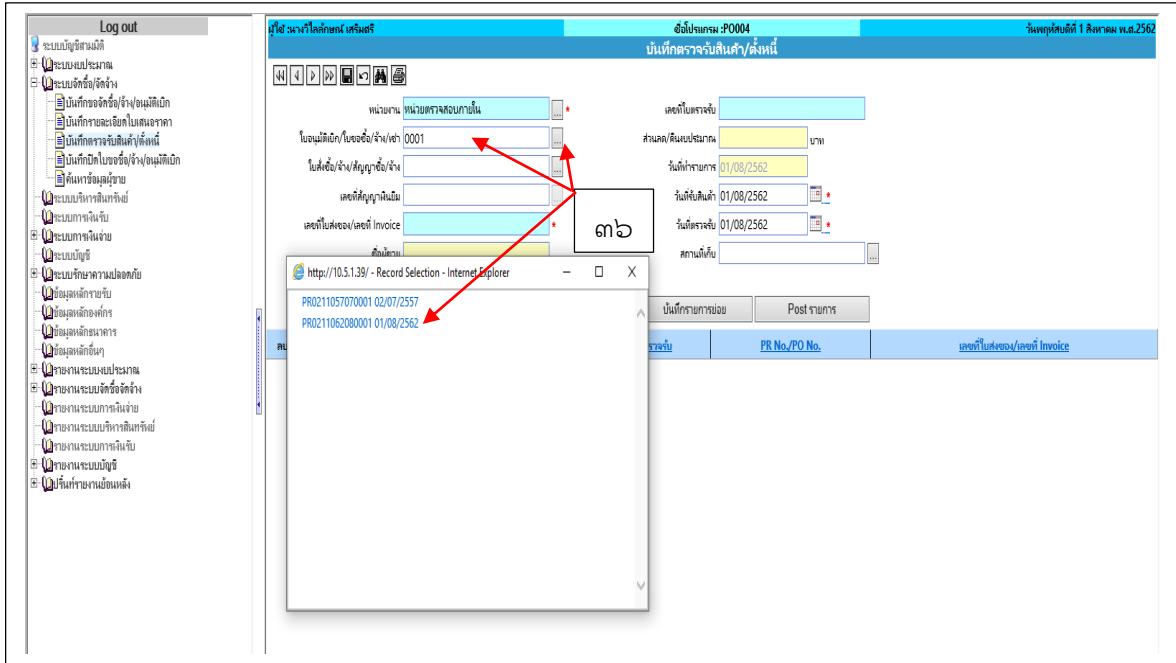 Log out
ระบบบัญชีสามมิติ
ระบบงบประมาณ
ระบบจัดซื้อ/จัดจ้าง
บันทึกขอจัดซื้อ/จ้าง/อนุมัติเบิก
บันทึกรายละเอียดใบเสนอราคา
บันทึกตรวจรับสินค้า/ตั้งหนี้
บันทึกปิดใบขอซื้อ/จ้าง/อนุมัติเบิก
ค้นหาข้อมูลผู้ขาย
ระบบบริหารสินทรัพย์
ระบบการเงินรับ
ระบบการเงินจ่าย
ระบบบัญชี
ระบบรักษาความปลอดภัย
ข้อมูลหลักรายรับ
ข้อมูลหลักองค์กร
ข้อมูลหลักธนาคาร
ข้อมูลหลักอื่นๆ
รายงานระบบงบประมาณ
รายงานระบบจัดซื้อจัดจ้าง
รายงานระบบการเงินจ่าย
รายงานระบบบริหารสินทรัพย์
รายงานระบบการเงินรับ
รายงานระบบบัญชี
ปริ้นท์รายงานย้อนหลัง
ผู้ใช้ :นางวิไลลักษณ์ เสริมศรี ชื่อโปรแกรม :PO004 วันพฤหัสบดีที่ 1 สิงหาคม พ.ศ.2562
บันทึกตรวจรับสินค้า/ตั้งหนี้
หน่วยงาน หน่วยตรวจสอบภายใน ... * เลขที่ใบตรวจรับ
ใบอนุมัติเบิก/ใบขอซื้อ/จ้าง/เช่า 0001 ... ส่วนลด/คืนงบประมาณ บาท
ใบสั่งซื้อ/จ้าง/สัญญาซื้อ/จ้าง ... วันที่ทำรายการ 01/08/2562
เลขที่สัญญาเงินยืม ... วันที่รับสินค้า 01/08/2562 *
เลขที่ใบส่งของ/เลขที่ Invoice * วันที่ตรวจรับ 01/08/2562 *
ชื่อผู้ขาย สถานที่เก็บ ...
๓๖
http://10.5.1.39/ - Record Selection - Internet Explorer
PR0211057070001 02/07/2557
PR0211062080001 01/08/2562
บันทึกรายการย่อย Post รายการ
PR No./PO No. เลขที่ใบส่งของ/เลขที่ Invoice